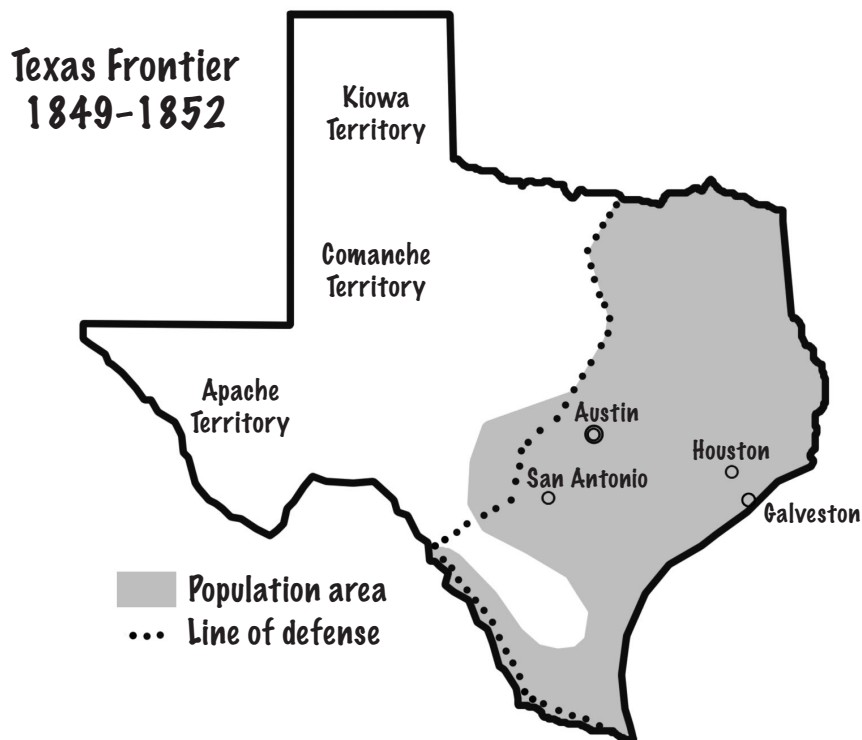 Texas Frontier
1849–1852
Kiowa
Territory
Comanche
Territory
Apache
Territory
Austin
Houston
San Antonio
Galveston
Population area
Line of defense